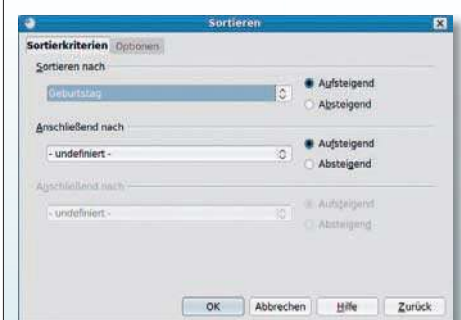 Sortieren
Sortierkriterien Optionen
Sortieren nach
Geburtstag
Aufsteigend
Absteigend
Anschließend nach
- undefiniert -
Aufsteigend
Absteigend
Anschließend nach
- undefiniert -
Aufsteigend
Absteigend
OK Abbrechen Hilfe Zurück